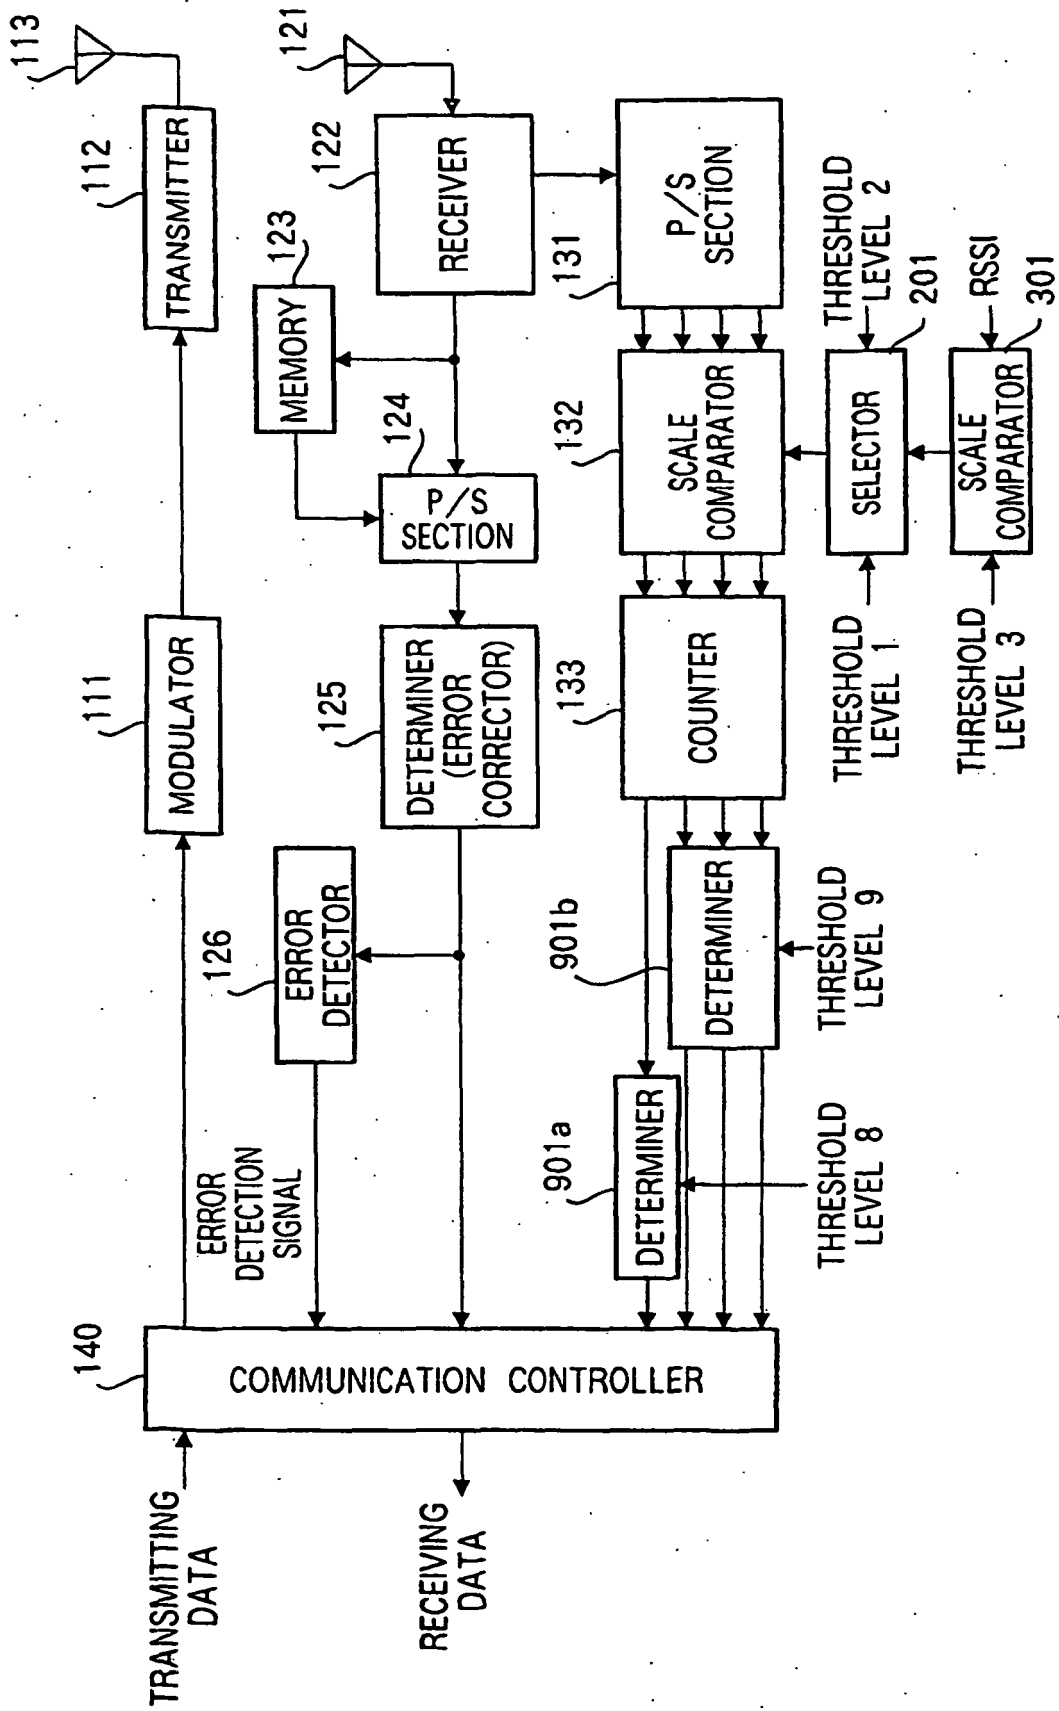 TRANSMITTING
DATA
RECEIVING
DATA
140
COMMUNICATION CONTROLLER
111
MODULATOR
112
TRANSMITTER
113
ERROR
DETECTION
SIGNAL
126
ERROR
DETECTOR
125
DETERMINER
(ERROR
CORRECTOR)
124
P/S
SECTION
123
MEMORY
122
RECEIVER
121
901a
DETERMINER
THRESHOLD
LEVEL 8
901b
DETERMINER
THRESHOLD
LEVEL 9
133
COUNTER
132
SCALE
COMPARATOR
131
P/S
SECTION
THRESHOLD
LEVEL 1
SELECTOR
THRESHOLD
LEVEL 2
201
THRESHOLD
LEVEL 3
SCALE
COMPARATOR
RSSI
301